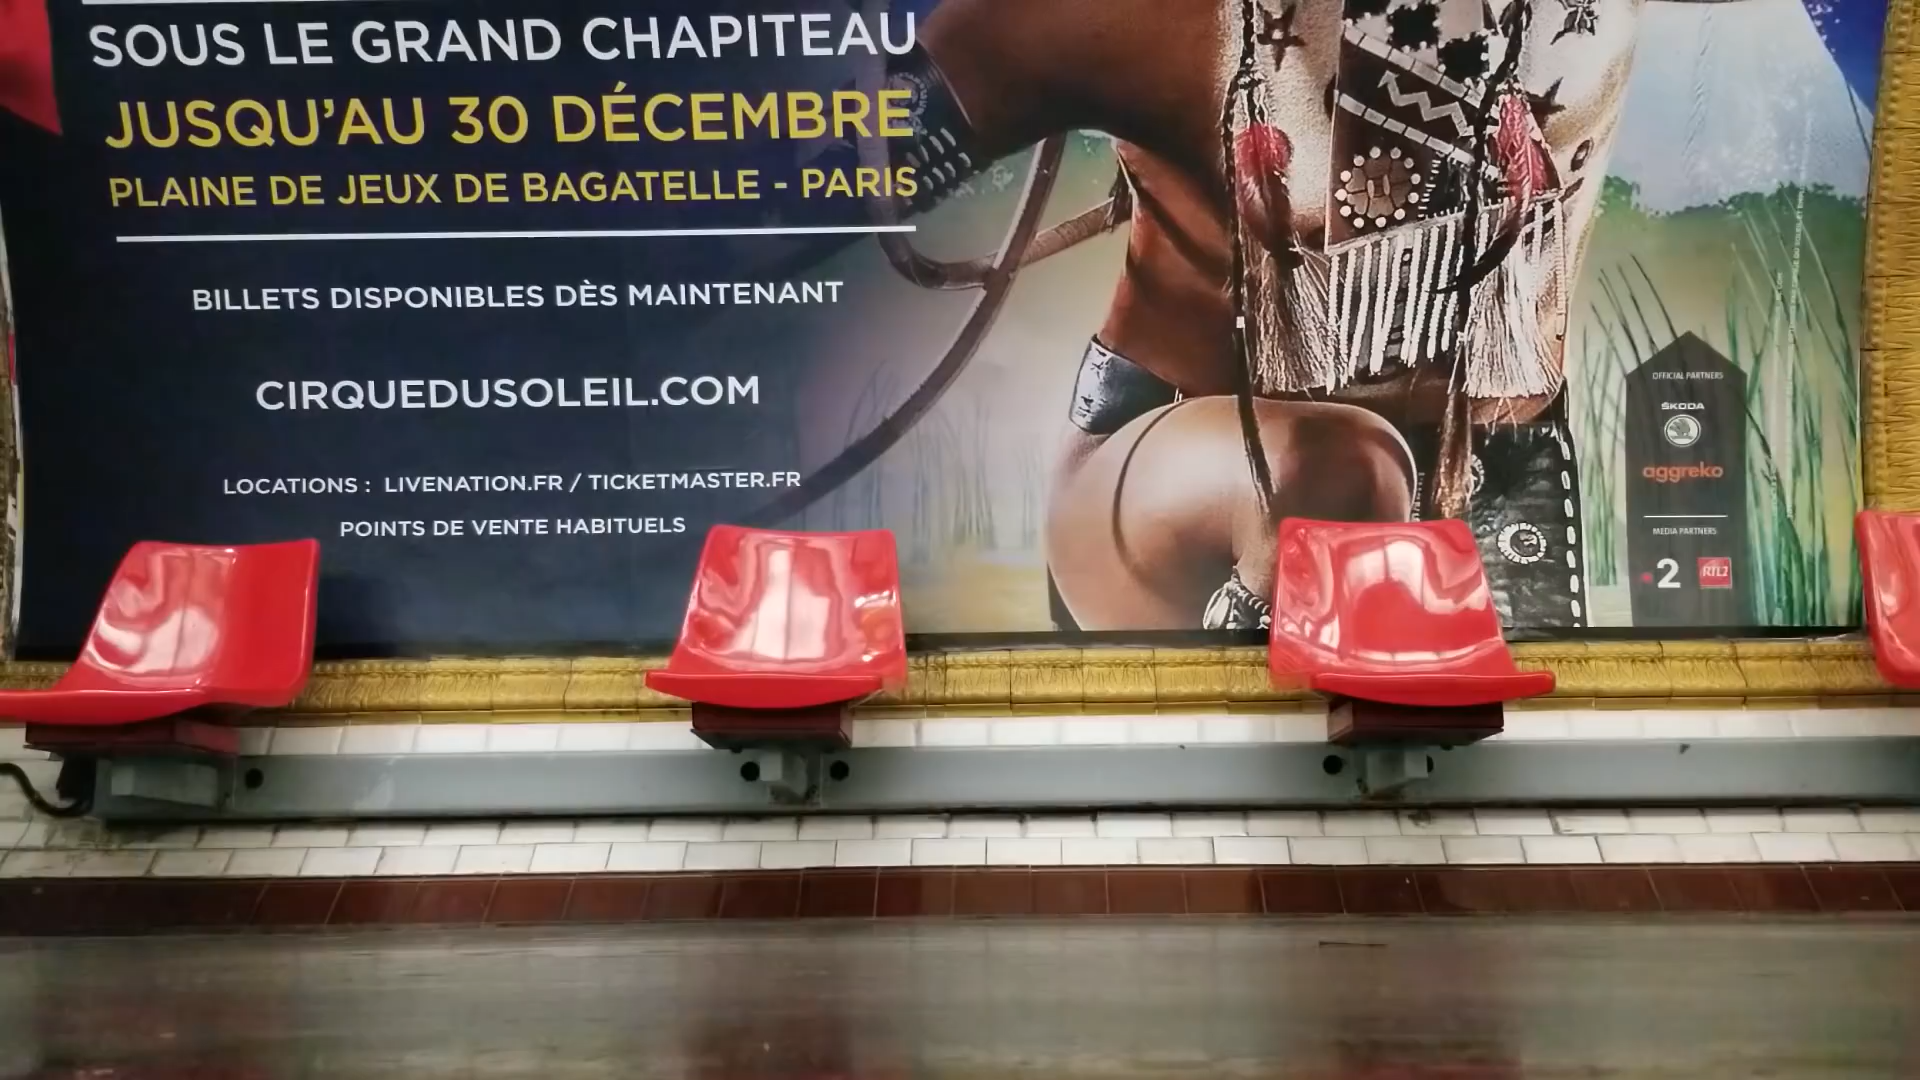 SOUS LE GRAND CHAPITEAU
JUSQU'AU 30 DÉCEMBRE
PLAINE DE JEUX DE BAGATELLE - PARIS
BILLETS DISPONIBLES DÈS MAINTENANT
CIRQUEDUSOLEIL.COM
LOCATIONS : LIVENATION.FR / TICKETMASTER.FR
POINTS DE VENTE HABITUELS
OFFICIAL PARTNERS
ŠKODA
aggreko
MEDIA PARTNERS
2 RTL2